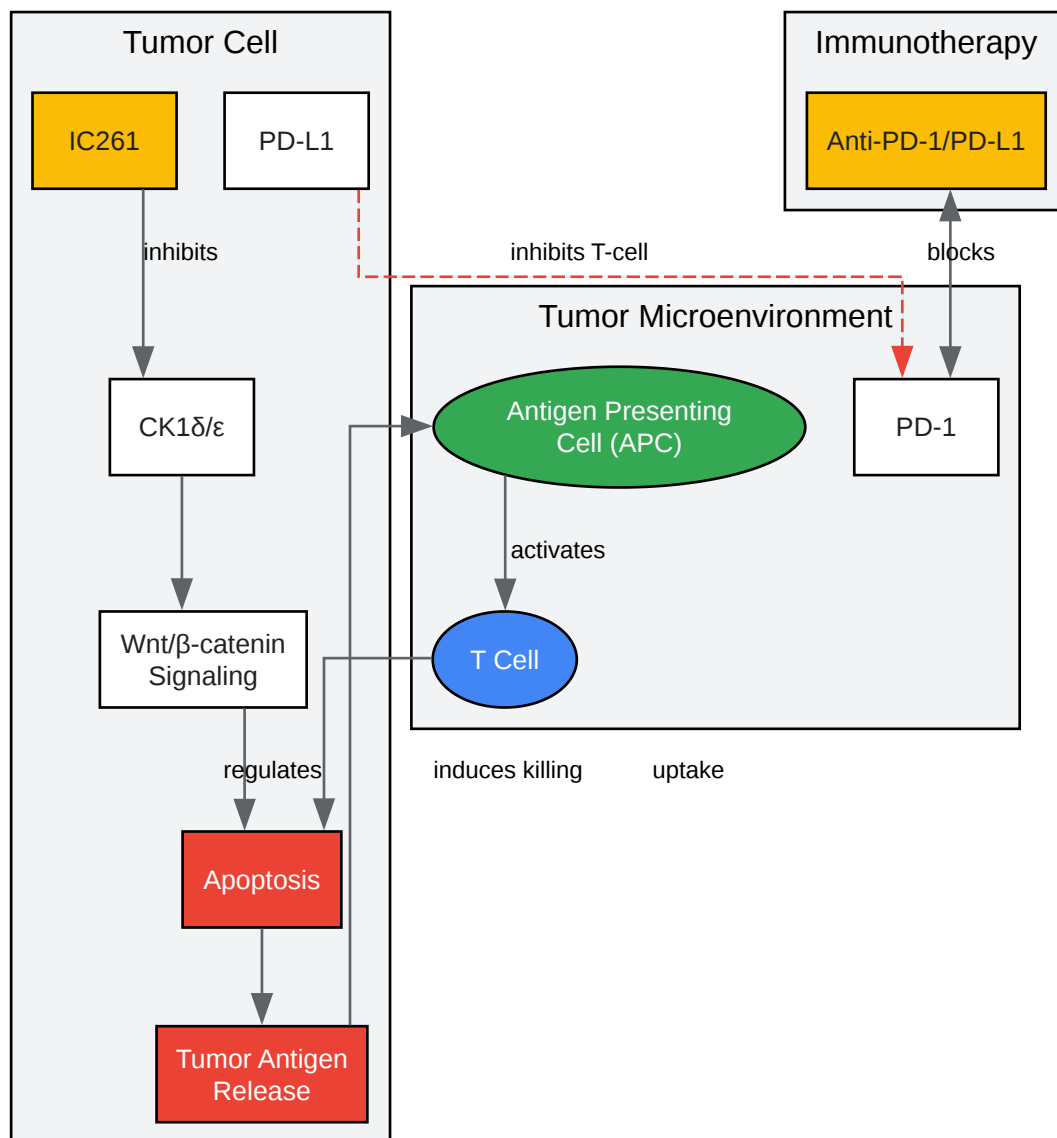 Tumor Cell
Immunotherapy
IC261
PD-L1
Anti-PD-1/PD-L1
inhibits
inhibits T-cell
blocks
Tumor Microenvironment
CK1δ/ε
Antigen Presenting
Cell (APC)
PD-1
activates
Wnt/β-catenin
Signaling
T Cell
regulates
induces killing
uptake
Apoptosis
Tumor Antigen
Release